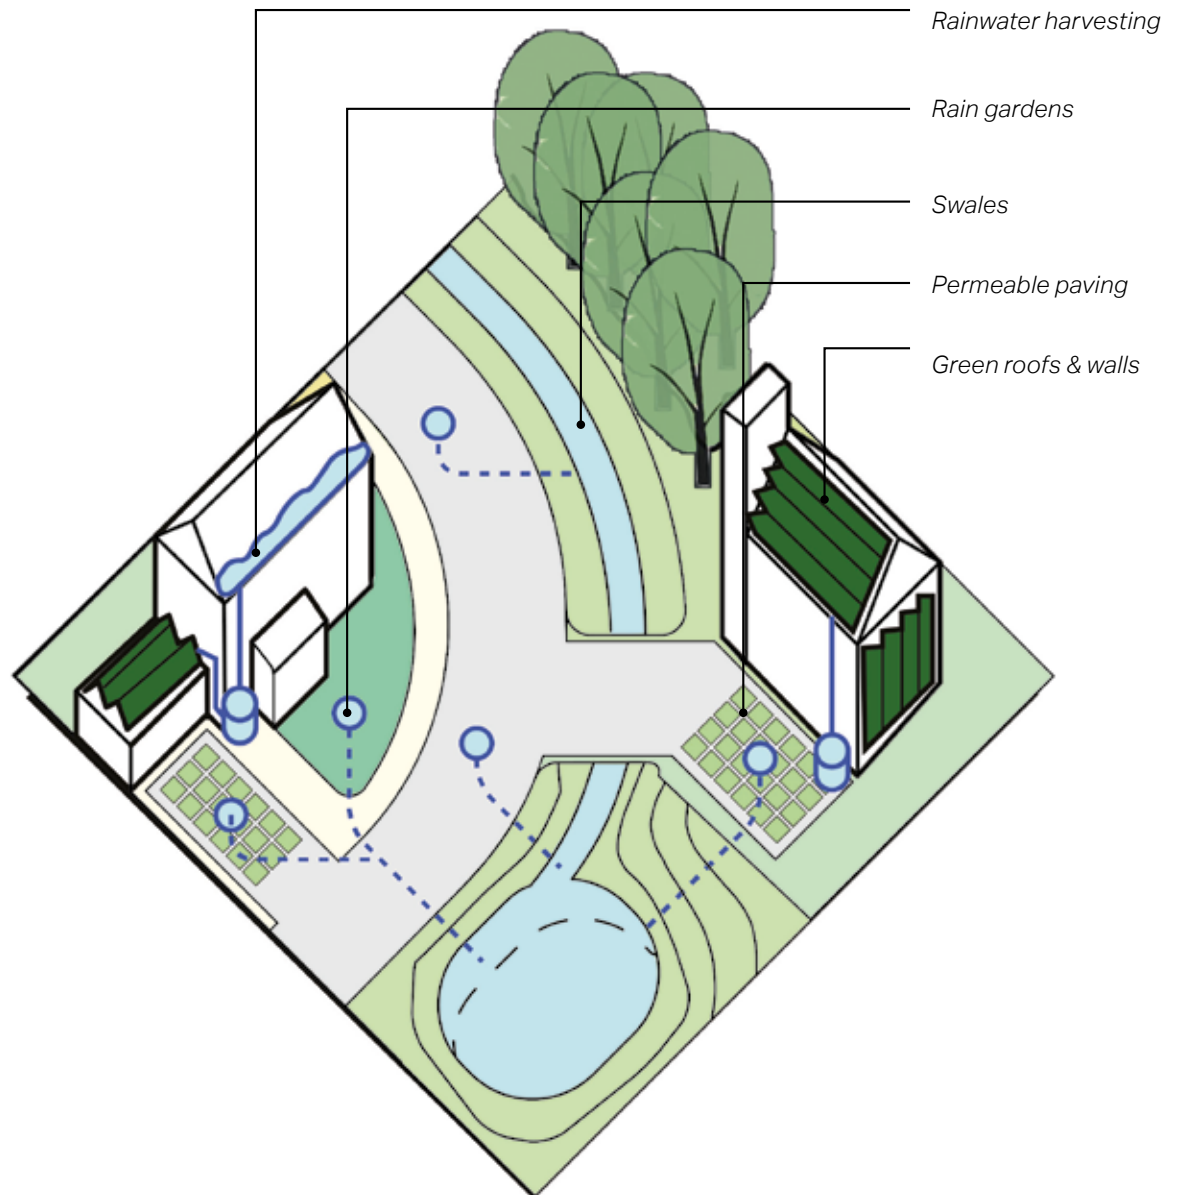 Rainwater harvesting
Rain gardens
Swales
Permeable paving
Green roofs & walls